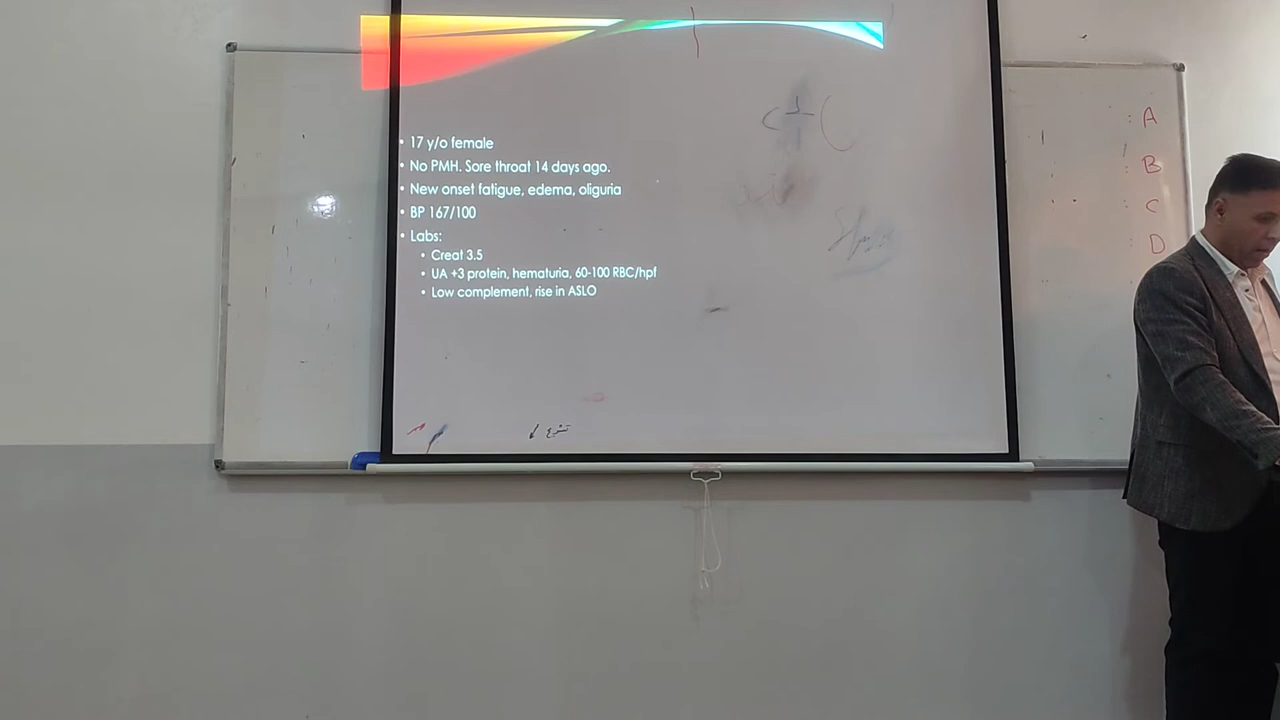 • 17 y/o female
• No PMH. Sore throat 14 days ago.
• New onset fatigue, edema, oliguria
• BP 167/100
• Labs:
• Creat 3.5
• UA +3 protein, hematuria, 60-100 RBC/hpf
• Low complement, rise in ASLO
: A
: B
: C
: D